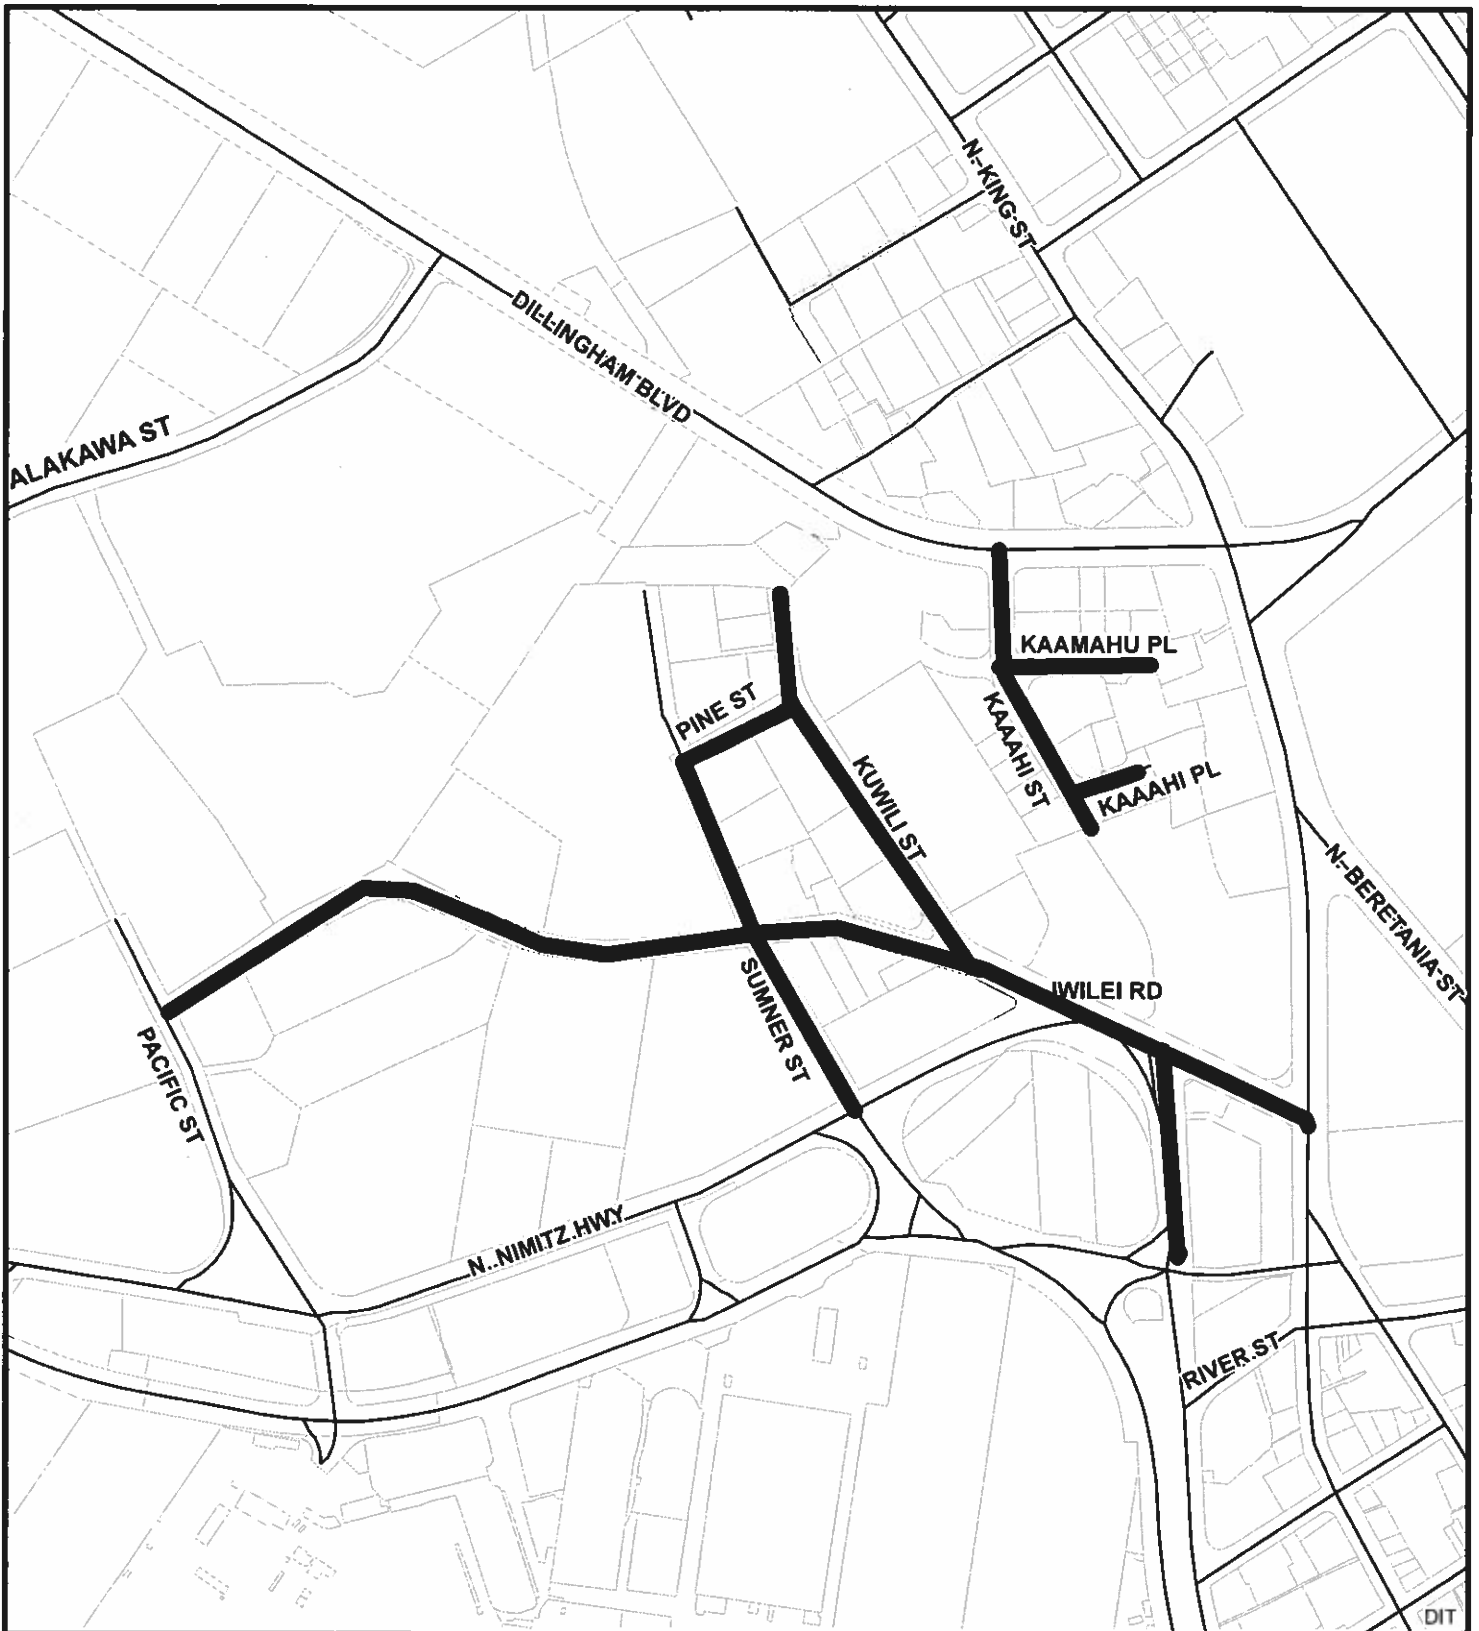 N. KING ST
DILLINGHAM BLVD
ALAKAWA ST
KAAMAHU PL
PINE ST
KAAAHI ST
KUWILI ST
KAAAHI PL
N. BERETANIA ST
IWILEI RD
SUMNER ST
PACIFIC ST
N. NIMITZ HWY
RIVER ST
DIT